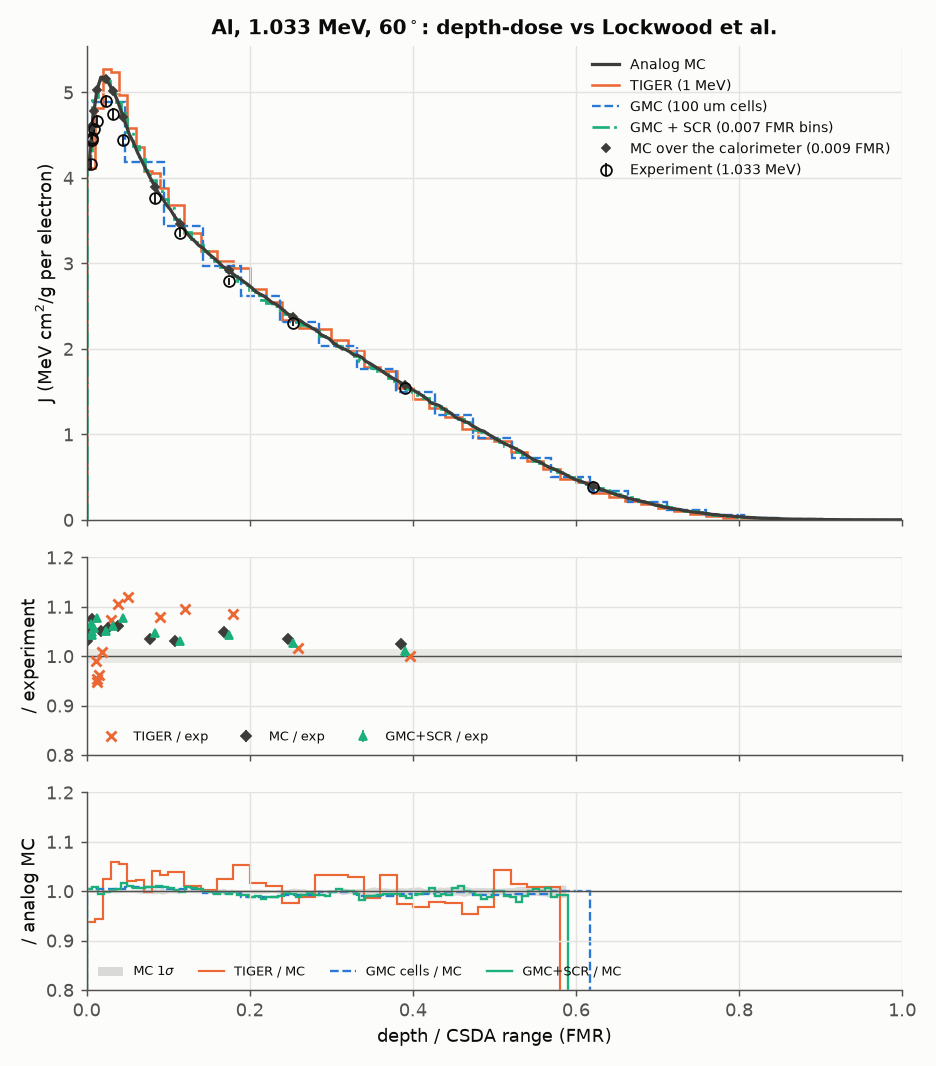 Al, 1.033 MeV, 60°: depth-dose vs Lockwood et al.
J (MeV cm²/g per electron)
5
4
3
2
1
0
Analog MC
TIGER (1 MeV)
GMC (100 um cells)
GMC + SCR (0.007 FMR bins)
MC over the calorimeter (0.009 FMR)
Experiment (1.033 MeV)
/ experiment
1.2
1.1
1.0
0.9
0.8
TIGER / exp
MC / exp
GMC+SCR / exp
/ analog MC
1.2
1.1
1.0
0.9
0.8
MC 1σ
TIGER / MC
GMC cells / MC
GMC+SCR / MC
0.0 0.2 0.4 0.6 0.8 1.0
depth / CSDA range (FMR)